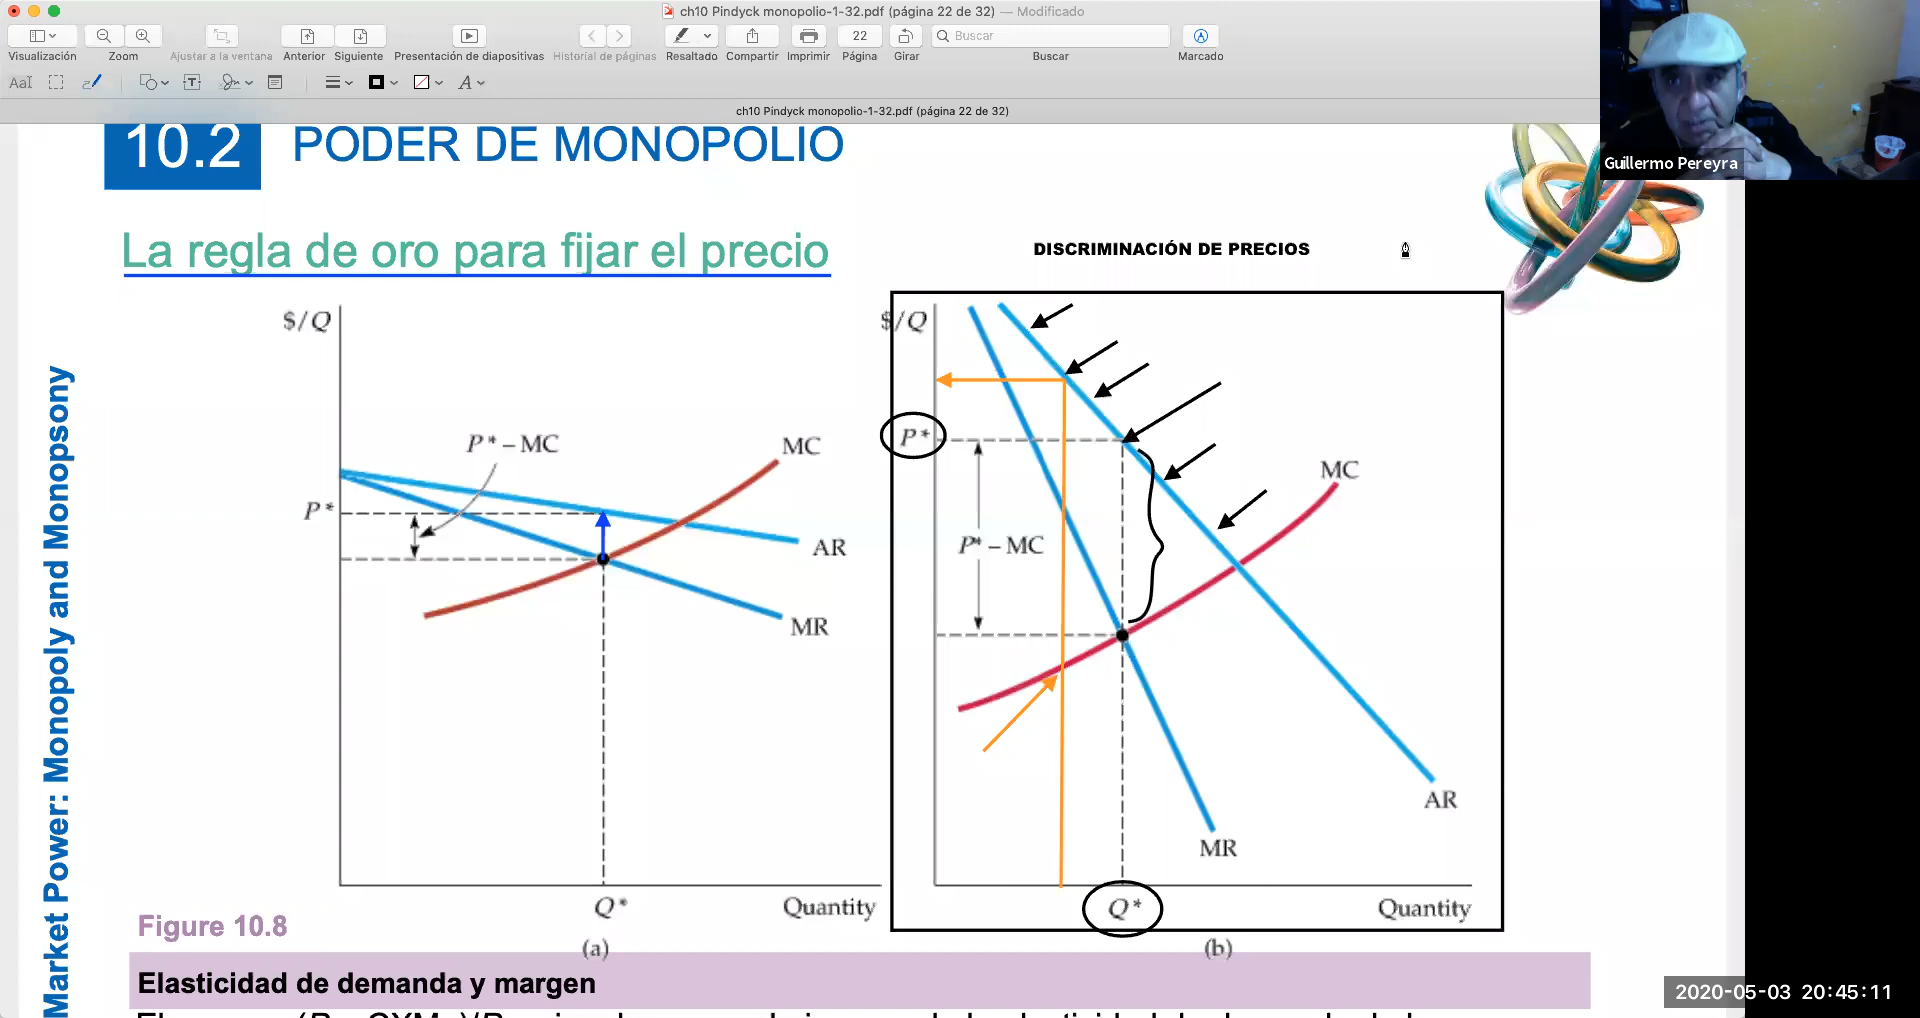 ch10 Pindyck monopolio-1-32.pdf (página 22 de 32) — Modificado
22
Buscar
Visualización
Zoom
Ajustar a la ventana
Anterior
Siguiente
Presentación de diapositivas
Historial de páginas
Resaltado
Compartir
Imprimir
Página
Girar
Buscar
Marcado
ch10 Pindyck monopolio-1-32.pdf (página 22 de 32)
Guillermo Pereyra
10.2 PODER DE MONOPOLIO
La regla de oro para fijar el precio
DISCRIMINACIÓN DE PRECIOS
Market Power: Monopoly and Monopsony
$/Q
P* – MC
MC
P*
AR
MR
Q*
Quantity
(a)
$/Q
P*
P* – MC
MC
AR
MR
Q*
Quantity
(b)
Figure 10.8
Elasticidad de demanda y margen
2020-05-03 20:45:11